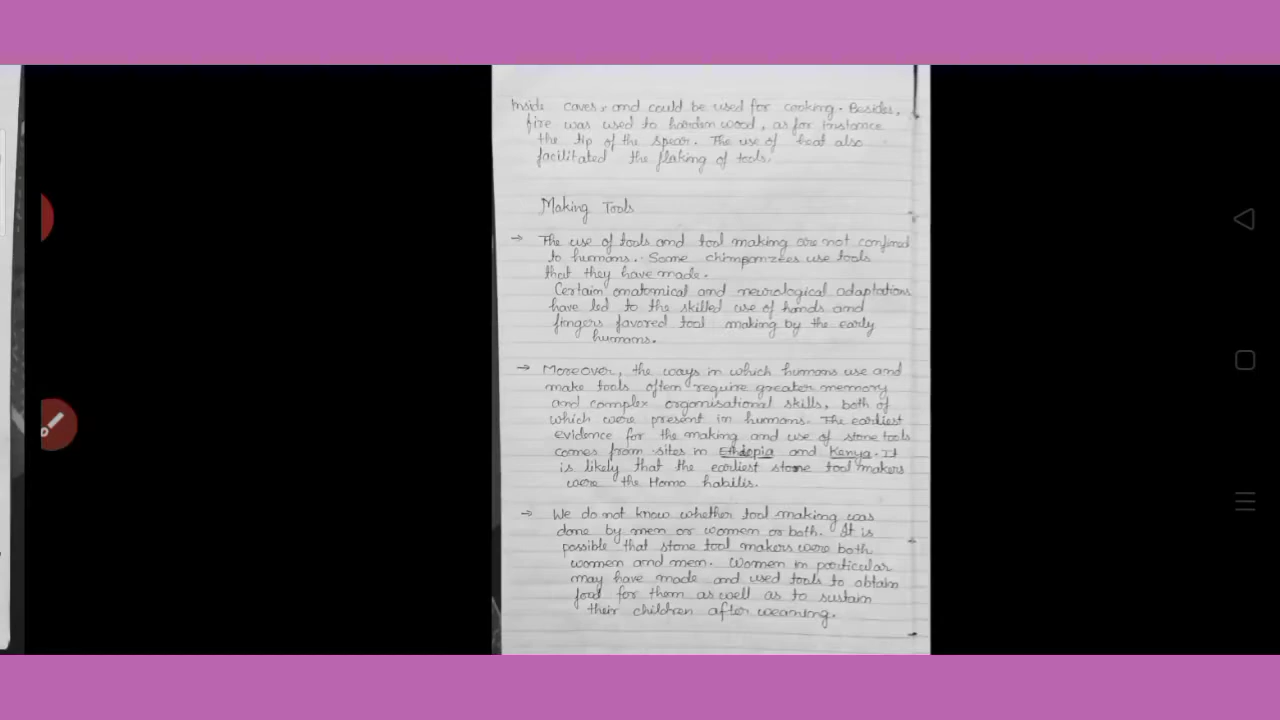 Inside caves, and could be used for cooking. Besides,
fire was used to harden wood, as for instance
the tip of the spear. The use of heat also
facilitated the flaking of tools.
Making Tools
→ The use of tools and tool making are not confined
to humans. Some chimpanzees use tools
that they have made.
Certain anatomical and neurological adaptations
have led to the skilled use of hands and
fingers favored tool making by the early
humans.
→ Moreover, the ways in which humans use and
make tools often require greater memory
and complex organisational skills, both of
which were present in humans. The earliest
evidence for the making and use of stone tools
comes from sites in Ethiopia and Kenya. It
is likely that the earliest stone tool makers
were the Homo habilis.
→ We do not know whether tool making was
done by men or women or both. It is
possible that stone tool makers were both
women and men. Women in particular
may have made and used tools to obtain
food for them as well as to sustain
their children after weaning.